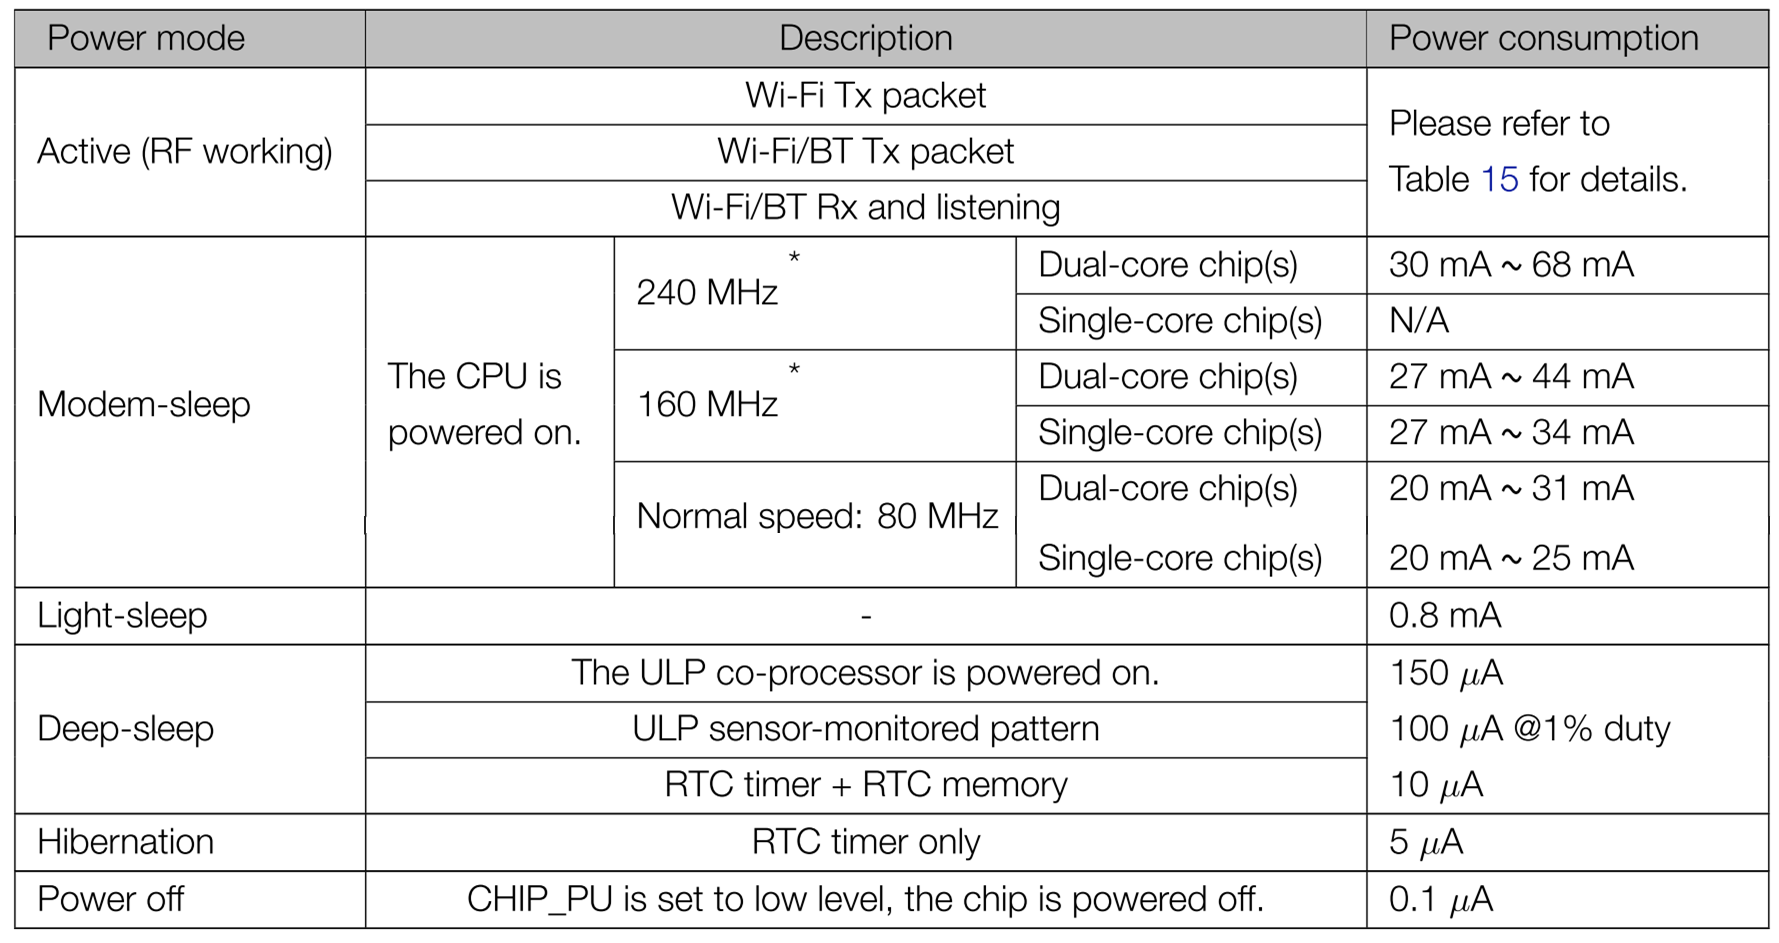 Power mode Description Power consumption
Wi-Fi Tx packet
Active (RF working) Wi-Fi/BT Tx packet Please refer to
Wi-Fi/BT Rx and listening Table 15 for details.
Modem-sleep
The CPU is
powered on.
240 MHz * Dual-core chip(s) 30 mA ~ 68 mA
Single-core chip(s) N/A
160 MHz * Dual-core chip(s) 27 mA ~ 44 mA
Single-core chip(s) 27 mA ~ 34 mA
Normal speed: 80 MHz Dual-core chip(s) 20 mA ~ 31 mA
Single-core chip(s) 20 mA ~ 25 mA
Light-sleep - 0.8 mA
Deep-sleep
The ULP co-processor is powered on. 150 μA
ULP sensor-monitored pattern 100 μA @1% duty
RTC timer + RTC memory 10 μA
Hibernation RTC timer only 5 μA
Power off CHIP_PU is set to low level, the chip is powered off. 0.1 μA